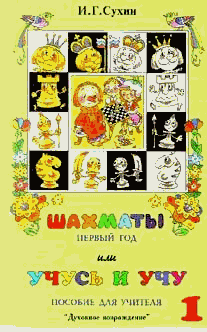 И.Г.Сухин
ШАХМАТЫ
ПЕРВЫЙ ГОД
или
УЧУСЬ И УЧУ
ПОСОБИЕ ДЛЯ УЧИТЕЛЯ
1
"Духовное возрождение"